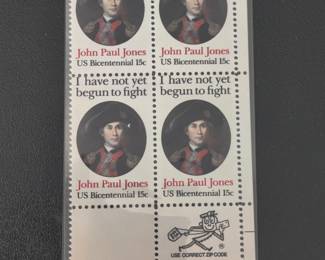 John Paul Jones John Paul Jones
US Bicentennial 15c US Bicentennial 15c
I have not yet I have not yet
begun to fight begun to fight
John Paul Jones John Paul Jones
US Bicentennial 15c US Bicentennial 15c
USE CORRECT ZIP CODE